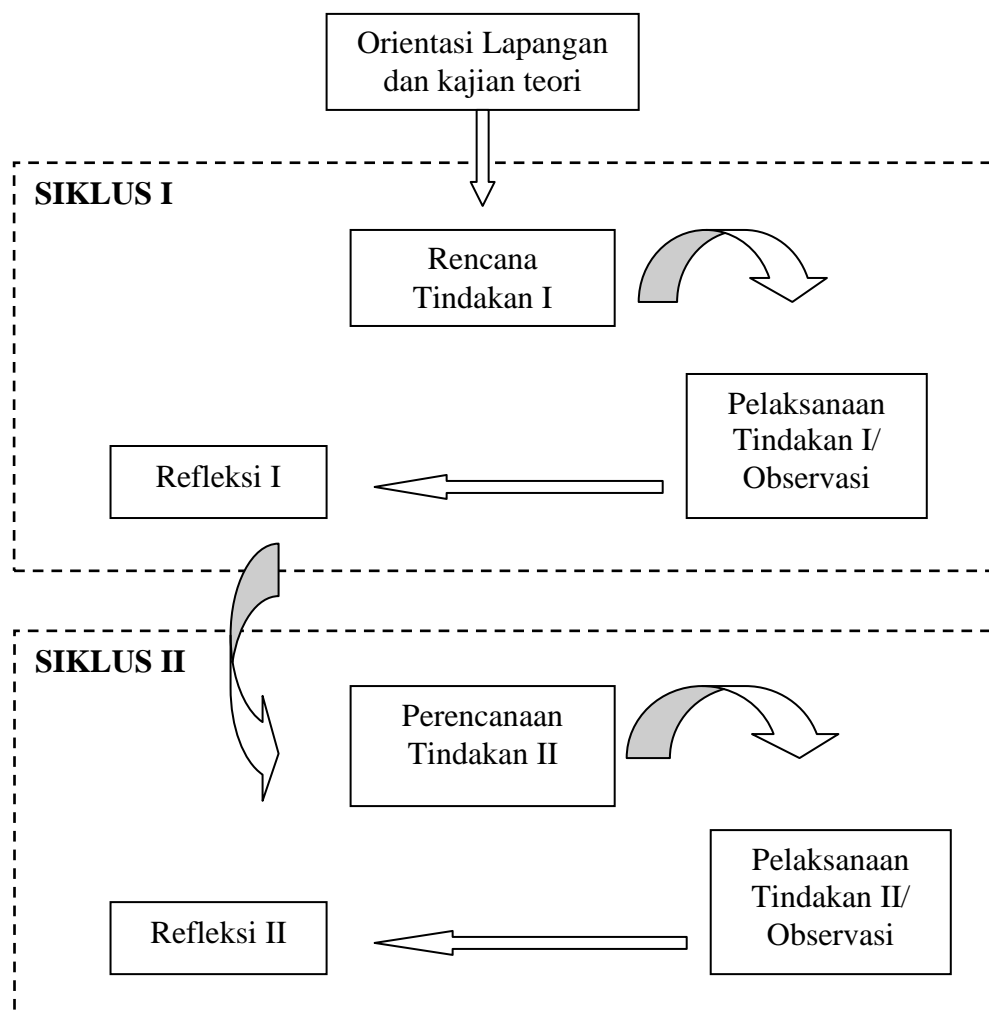 Orientasi Lapangan
dan kajian teori
SIKLUS I
Rencana
Tindakan I
Pelaksanaan
Tindakan I/
Observasi
Refleksi I
SIKLUS II
Perencanaan
Tindakan II
Pelaksanaan
Tindakan II/
Observasi
Refleksi II